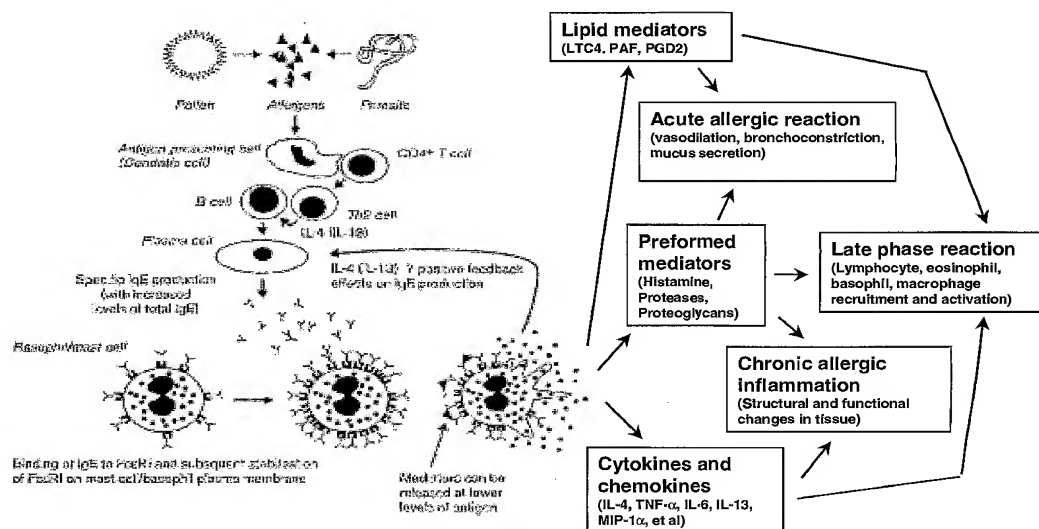 Pollen
Allergens
Parasite
Antigen presenting cell
(Dendritic cell)
CD4+ T cell
B cell
Th2 cell
IL-4 (IL-13)
Plasma cell
IL-4 (IL-13) ? positive feedback
effects on IgE production
Specific IgE production
(with increased
levels of total IgE)
Basophil/mast cell
Binding of IgE to FcεRI and subsequent stabilization
of FcεRI on mast cell/basophil plasma membrane
Mediators can be
released at lower
levels of antigen
Lipid mediators
(LTC4, PAF, PGD2)
Acute allergic reaction
(vasodilation, bronchoconstriction,
mucus secretion)
Preformed
mediators
(Histamine,
Proteases,
Proteoglycans)
Late phase reaction
(Lymphocyte, eosinophil,
basophil, macrophage
recruitment and activation)
Chronic allergic
inflammation
(Structural and functional
changes in tissue)
Cytokines and
chemokines
(IL-4, TNF-α, IL-6, IL-13,
MIP-1α, et al)